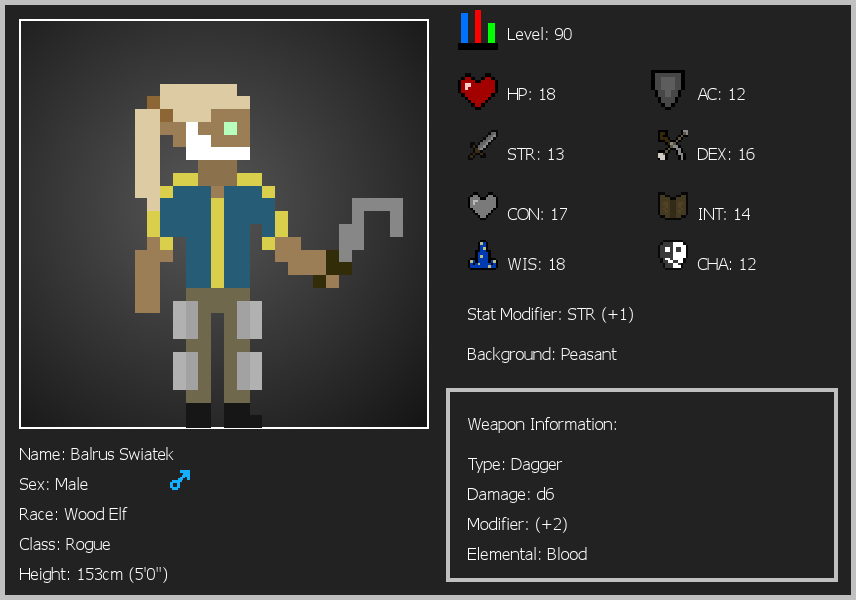 Level: 90
HP: 18
AC: 12
STR: 13
DEX: 16
CON: 17
INT: 14
WIS: 18
CHA: 12
Stat Modifier: STR (+1)
Background: Peasant
Weapon Information:
Type: Dagger
Damage: d6
Modifier: (+2)
Elemental: Blood
Name: Balrus Swiatek
Sex: Male
Race: Wood Elf
Class: Rogue
Height: 153cm (5'0")